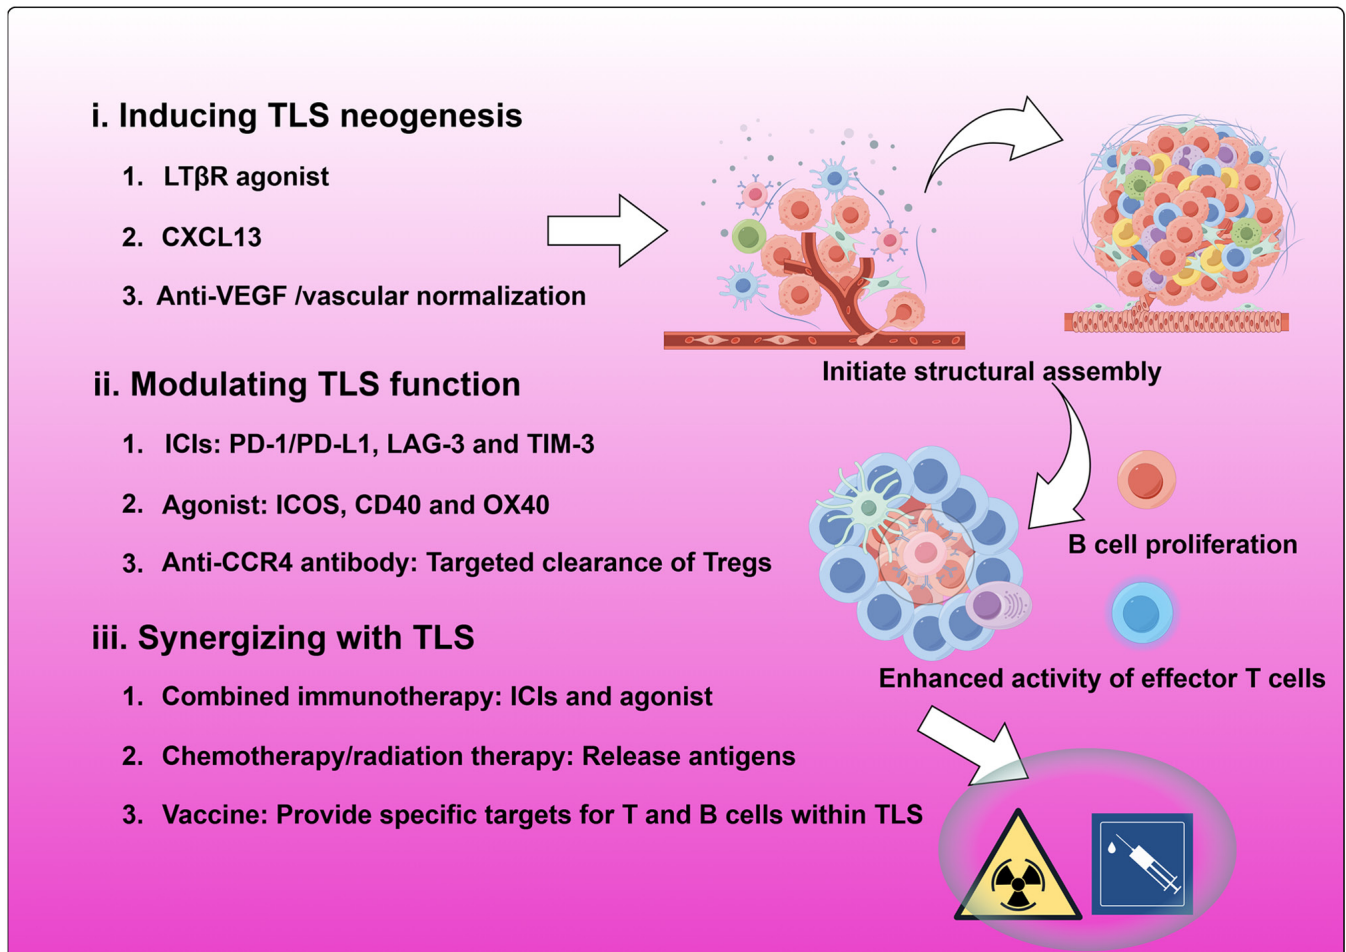 i. Inducing TLS neogenesis
1. LTβR agonist
2. CXCL13
3. Anti-VEGF /vascular normalization
Initiate structural assembly
ii. Modulating TLS function
1. ICIs: PD-1/PD-L1, LAG-3 and TIM-3
2. Agonist: ICOS, CD40 and OX40
3. Anti-CCR4 antibody: Targeted clearance of Tregs
B cell proliferation
Enhanced activity of effector T cells
iii. Synergizing with TLS
1. Combined immunotherapy: ICIs and agonist
2. Chemotherapy/radiation therapy: Release antigens
3. Vaccine: Provide specific targets for T and B cells within TLS